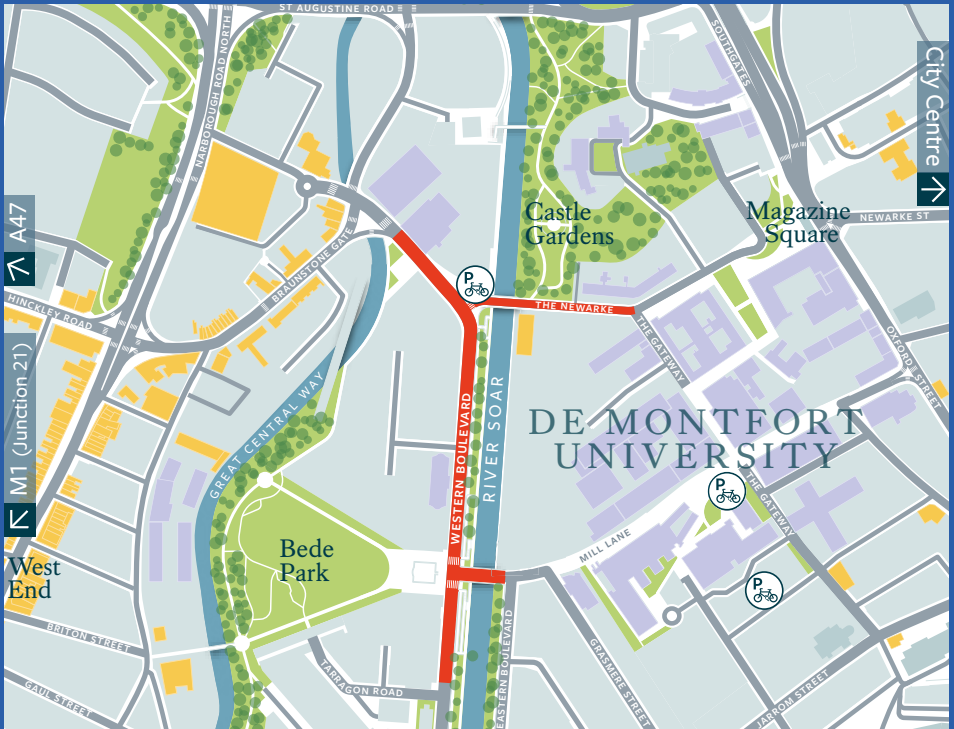 ST AUGUSTINE ROAD
SOUTHGATES
NARBOROUGH ROAD NORTH
City Centre
A47
Castle
Gardens
Magazine
Square
NEWARKE ST
BRAUNSTONE GATE
P
THE NEWARKE
HINCKLEY ROAD
THE GATEWAY
OXFORD STREET
M1 (Junction 21)
GREAT CENTRAL WAY
WESTERN BOULEVARD
RIVER SOAR
DE MONTFORT
UNIVERSITY
P
THE GATEWAY
MILL LANE
Bede
Park
West
End
P
BRITON STREET
EASTERN BOULEVARD
GRASMERE STREET
TARRAGON ROAD
GAUL STREET
JARROM STREET